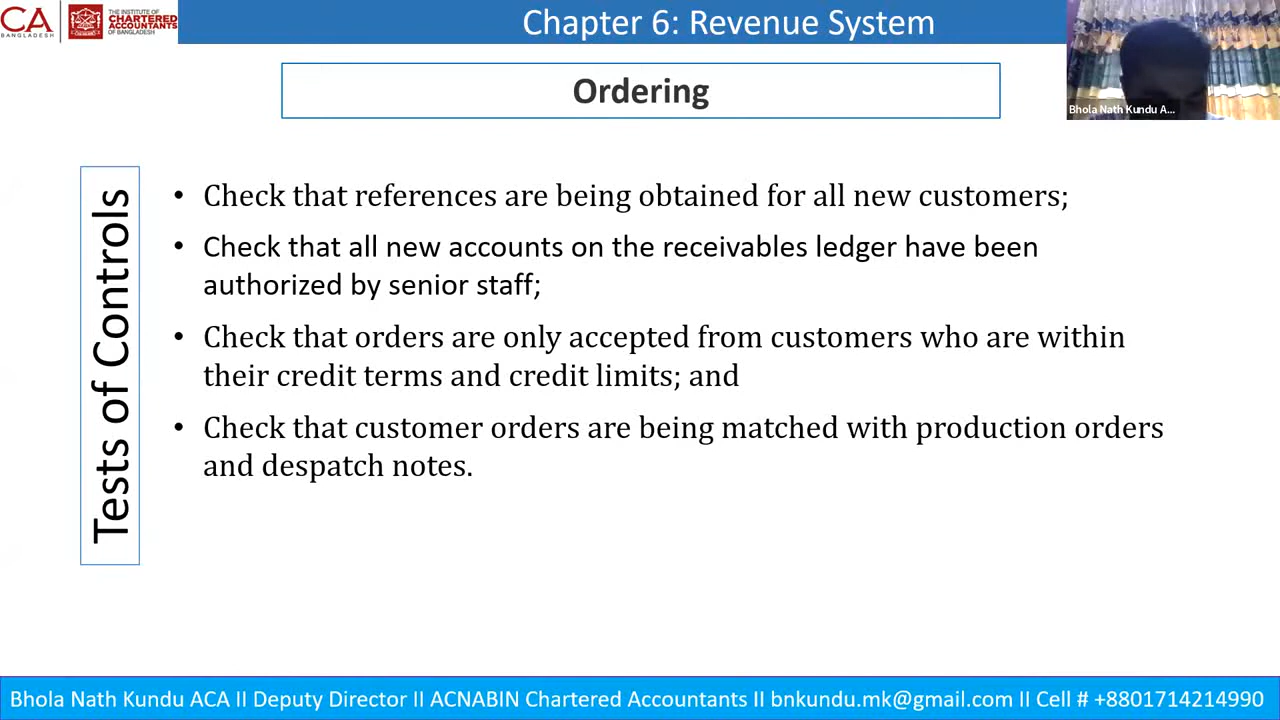 CA
BANGLADESH
THE INSTITUTE OF
CHARTERED
ACCOUNTANTS
OF BANGLADESH
Chapter 6: Revenue System
Bhola Nath Kundu A...
Ordering
Tests of Controls
• Check that references are being obtained for all new customers;
• Check that all new accounts on the receivables ledger have been
authorized by senior staff;
• Check that orders are only accepted from customers who are within
their credit terms and credit limits; and
• Check that customer orders are being matched with production orders
and despatch notes.
Bhola Nath Kundu ACA II Deputy Director II ACNABIN Chartered Accountants II bnkundu.mk@gmail.com II Cell # +8801714214990